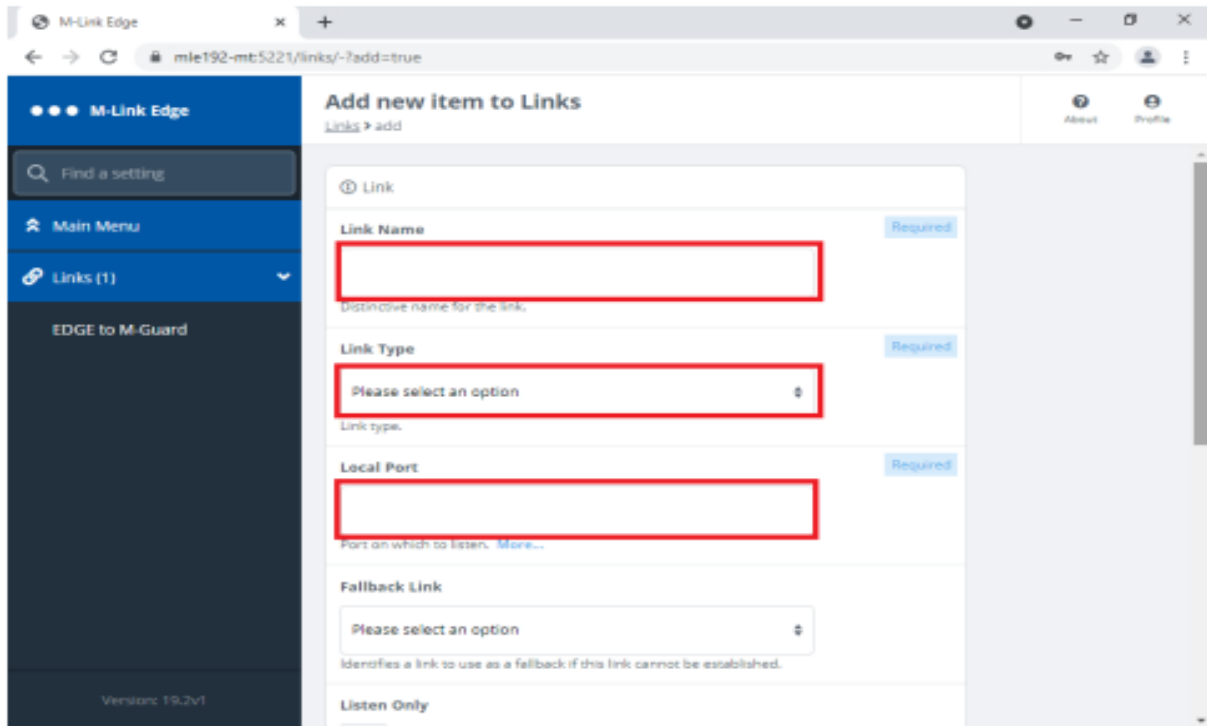 M-Link Edge
mle192-mt:5221/links/-?add=true
M-Link Edge
Add new item to Links
Links > add
About
Profile
Find a setting
Main Menu
Links (1)
EDGE to M-Guard
Version: 19.2v1
Link
Link Name
Required
Distinctive name for the link.
Link Type
Required
Please select an option
Link type.
Local Port
Required
Port on which to listen. More...
Fallback Link
Please select an option
Identifies a link to use as a fallback if this link cannot be established.
Listen Only